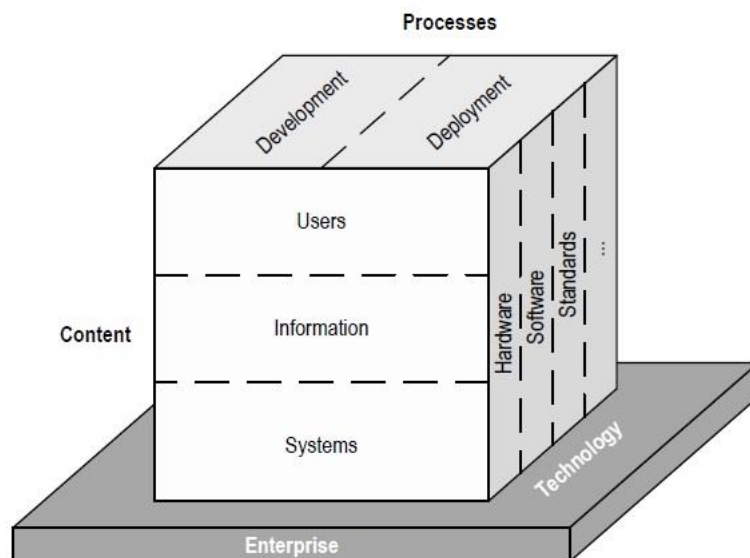 Processes
Development
Deployment
Users
Content
Information
Systems
Hardware
Software
Standards
...
Technology
Enterprise